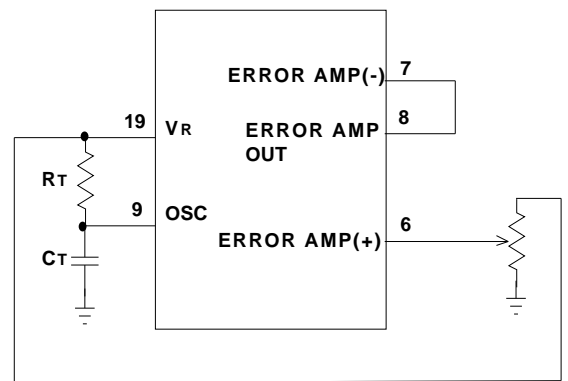 ERROR AMP(-) 7
19 VR ERROR AMP 8
OUT
RT
9 OSC
ERROR AMP(+) 6
CT